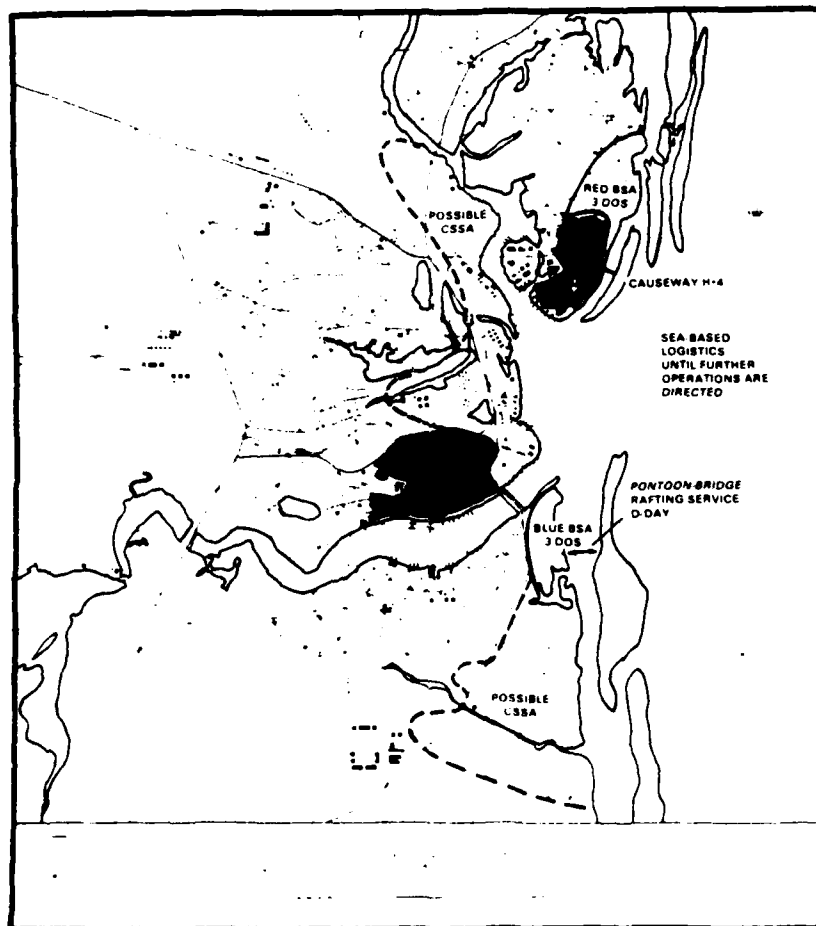 RED BSA
3 DOS
POSSIBLE
CSSA
CAUSEWAY H+4
SEA-BASED
LOGISTICS
UNTIL FURTHER
OPERATIONS ARE
DIRECTED
PONTOON-BRIDGE
RAFTING SERVICE
D-DAY
BLUE BSA
3 DOS
POSSIBLE
CSSA